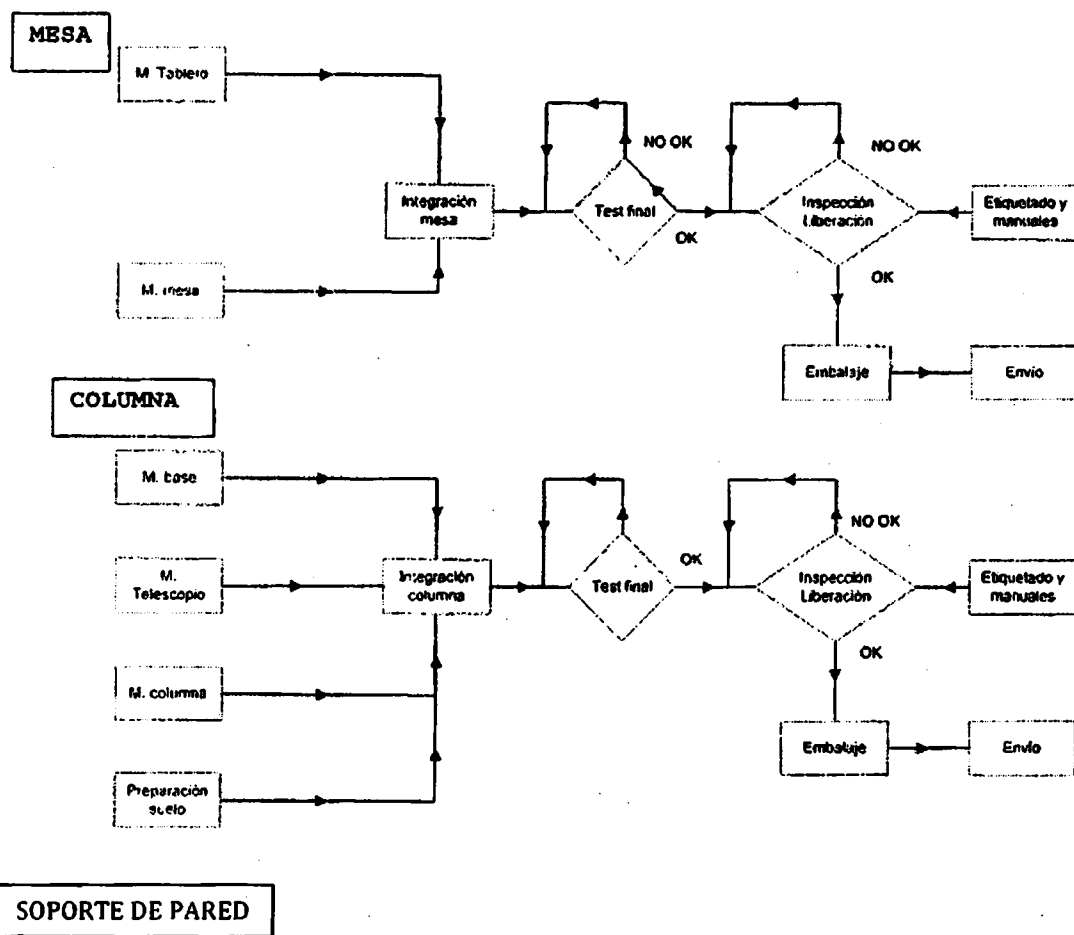 MESA
M. Tablero
NO OK
NO OK
Integración
mesa
Test final
OK
Inspección
Liberación
Etiquetado y
manuales
OK
M. mesa
Embalaje
Envio
COLUMNA
M. base
NO OK
M.
Telescopio
Integración
columna
Test final
OK
Inspección
Liberación
Etiquetado y
manuales
OK
M. columna
Embalaje
Envío
Preparación
suelo
SOPORTE DE PARED